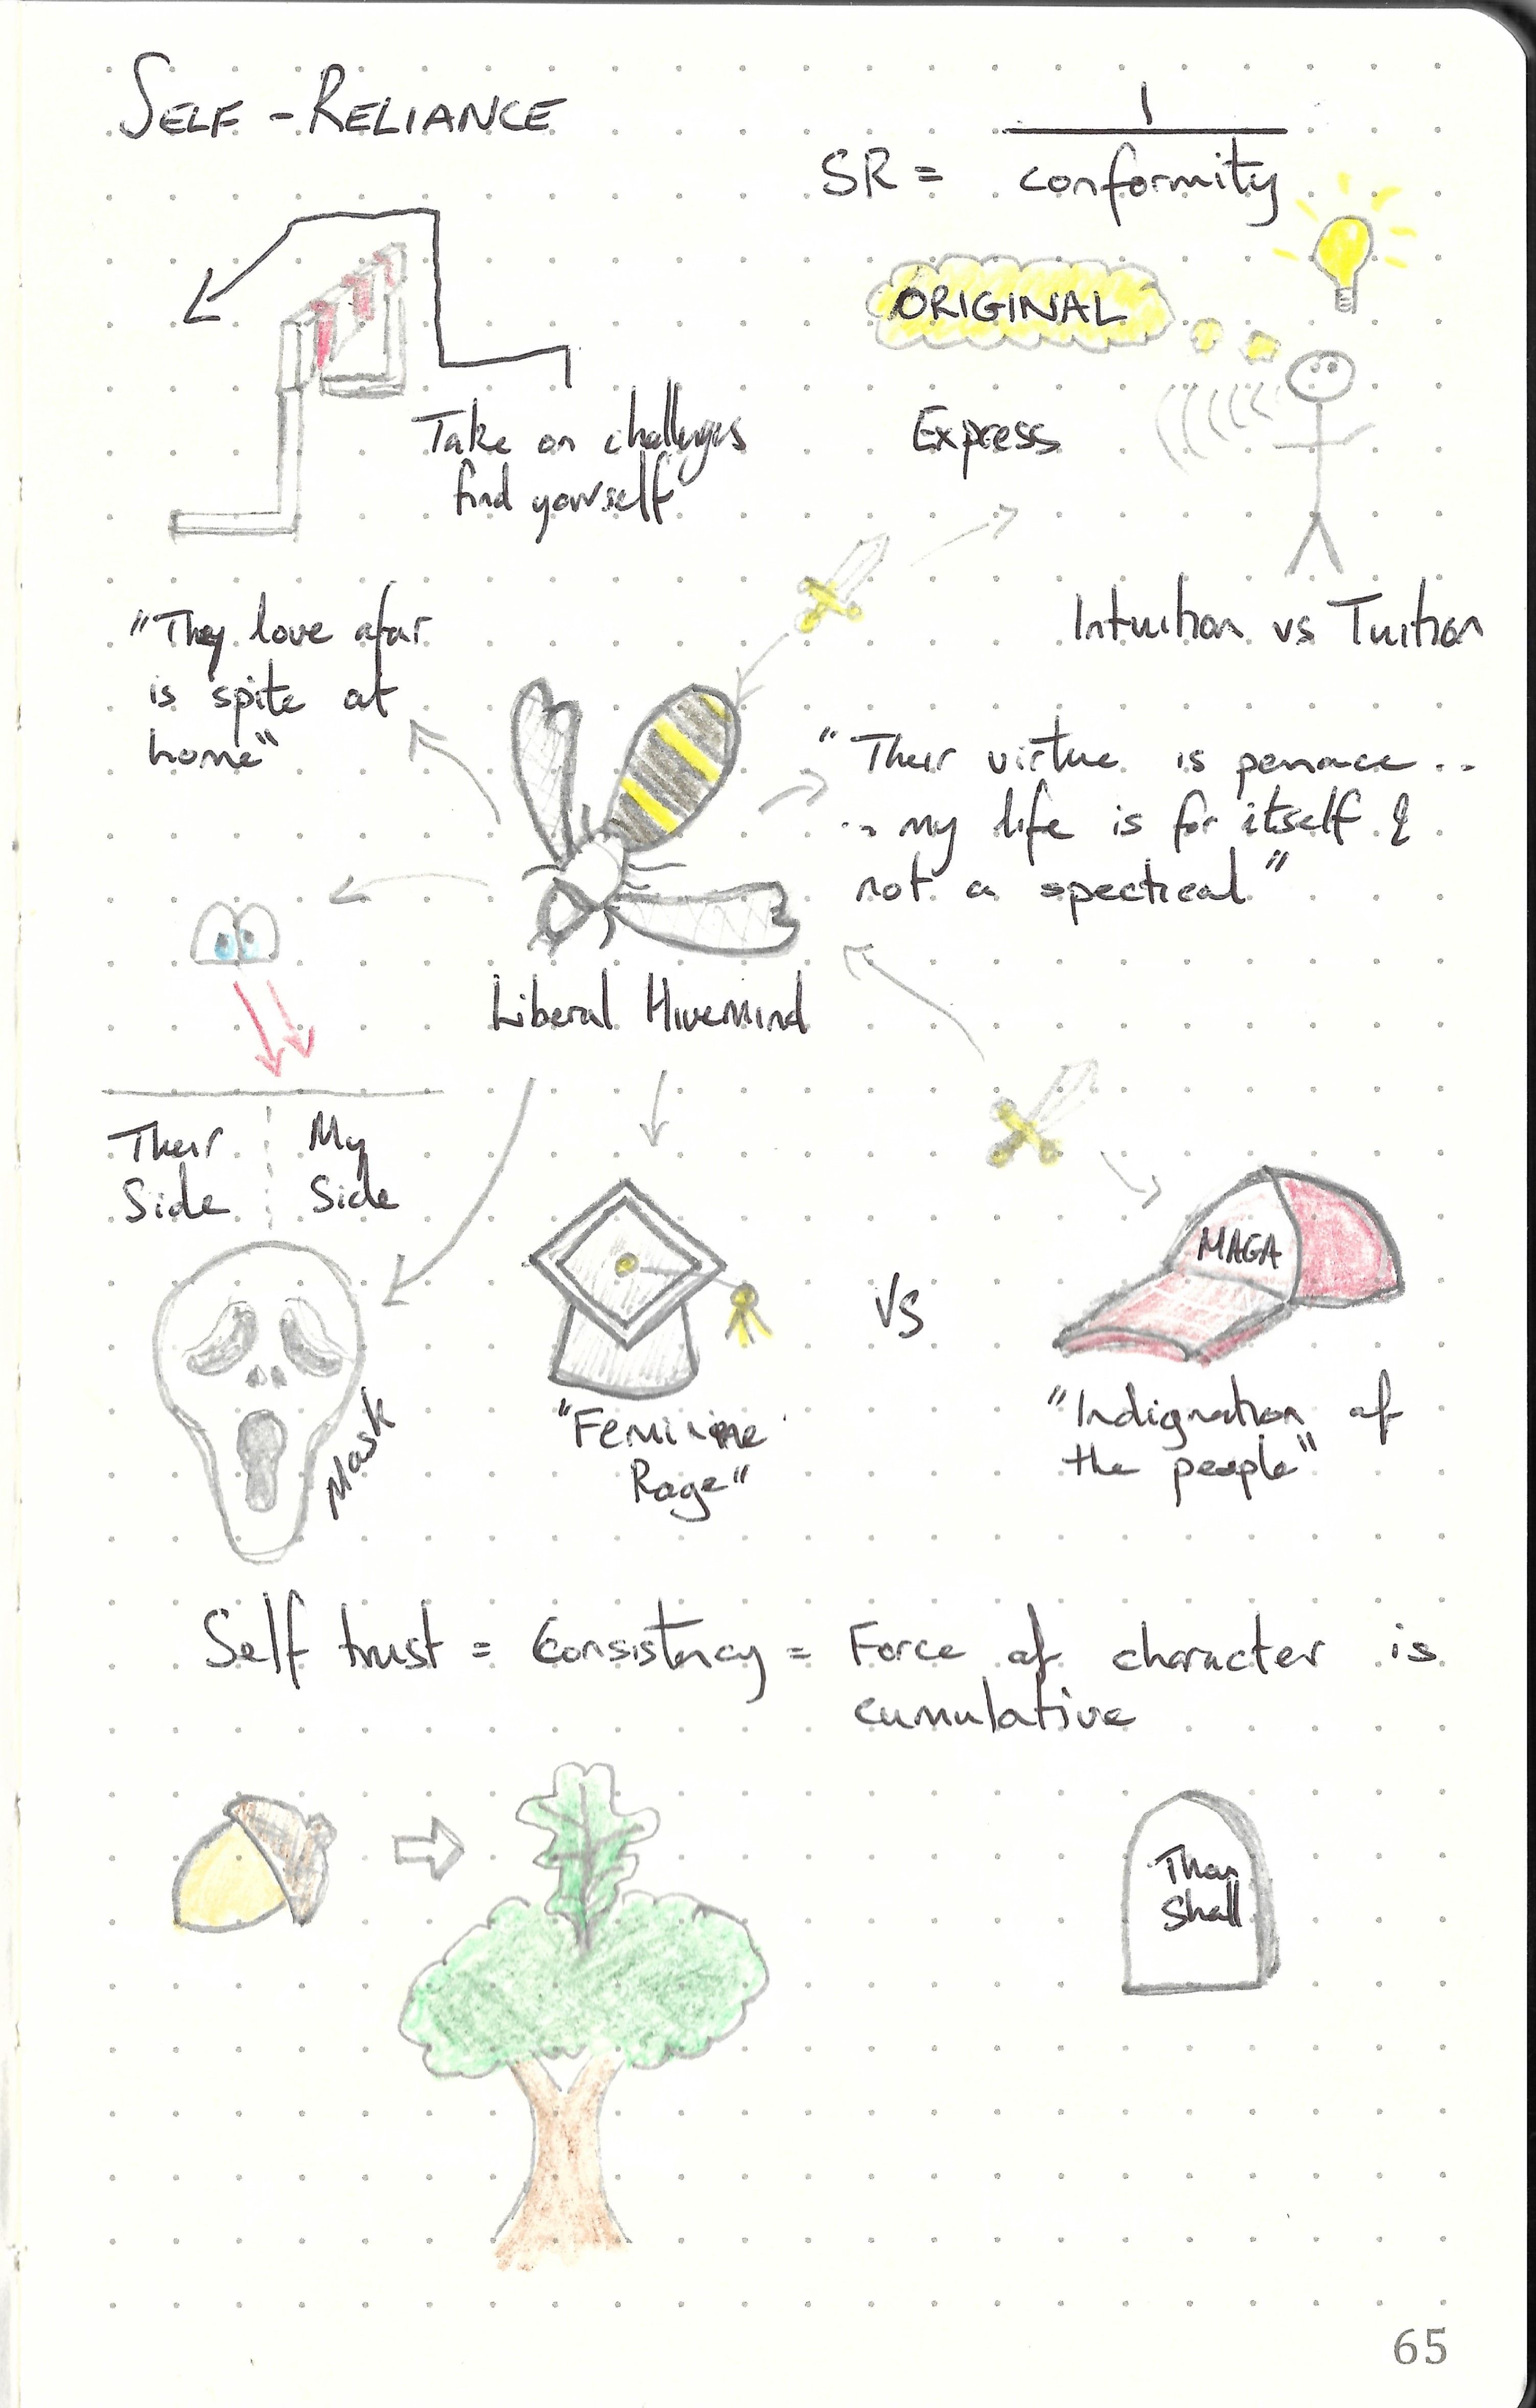 SELF-RELIANCE
SR = 1
conformity
ORIGINAL
Take on challenges
find yourself
Express
Intuition vs Tuition
"They love afar
is spite at
home"
"Their virtue is penance..
.. my life is for itself &
not a spectical"
Liberal Hivemind
Their
Side
My
Side
MAGA
VS
Mask
"Feminine
Rage"
"Indignation of
the people"
Self trust = Consistency = Force of character is
cumulative
Thou
Shall
65